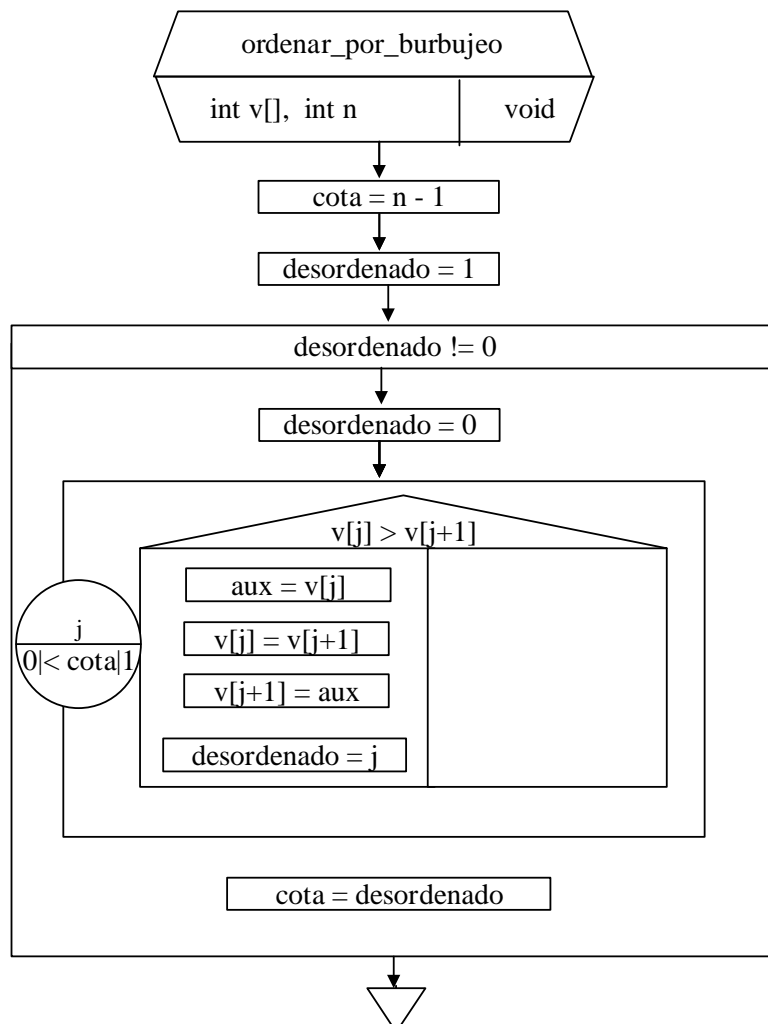 ordenar_por_burbujeo
int v[], int n void
cota = n - 1
desordenado = 1
desordenado != 0
desordenado = 0
v[j] > v[j+1]
aux = v[j]
j
0|< cota|1
v[j] = v[j+1]
v[j+1] = aux
desordenado = j
cota = desordenado